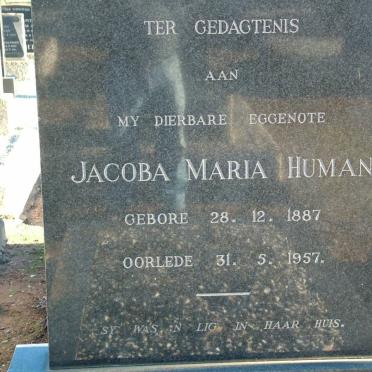 TER GEDAGTENIS
AAN
MY DIERBARE EGGENOTE
JACOBA MARIA HUMAN
GEBORE 28. 12. 1887
OORLEDE 31. 5. 1957.
SY WAS 'N LIG IN HAAR HUIS.